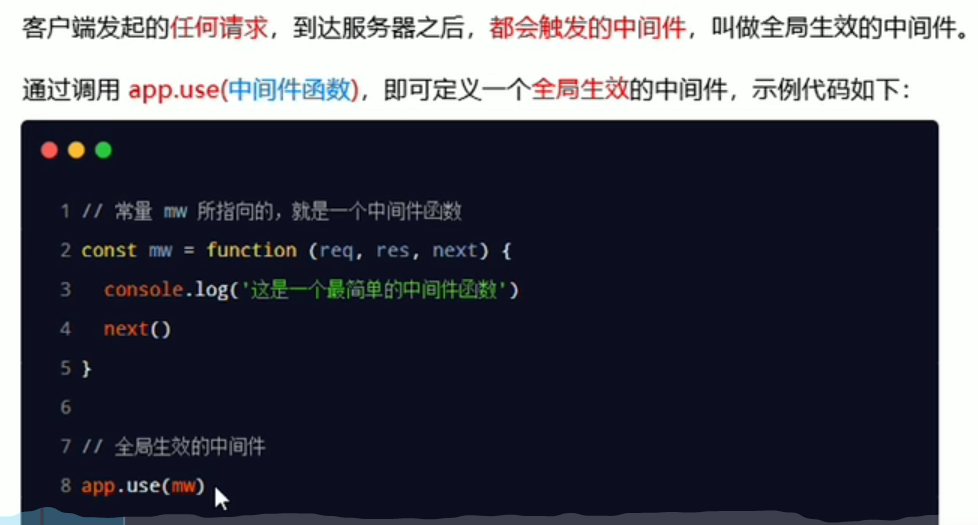 客户端发起的任何请求，到达服务器之后，都会触发的中间件，叫做全局生效的中间件。
通过调用 app.use(中间件函数)，即可定义一个全局生效的中间件，示例代码如下：
1 // 常量 mw 所指向的，就是一个中间件函数
2 const mw = function (req, res, next) {
3   console.log('这是一个最简单的中间件函数')
4   next()
5 }
6
7 // 全局生效的中间件
8 app.use(mw)